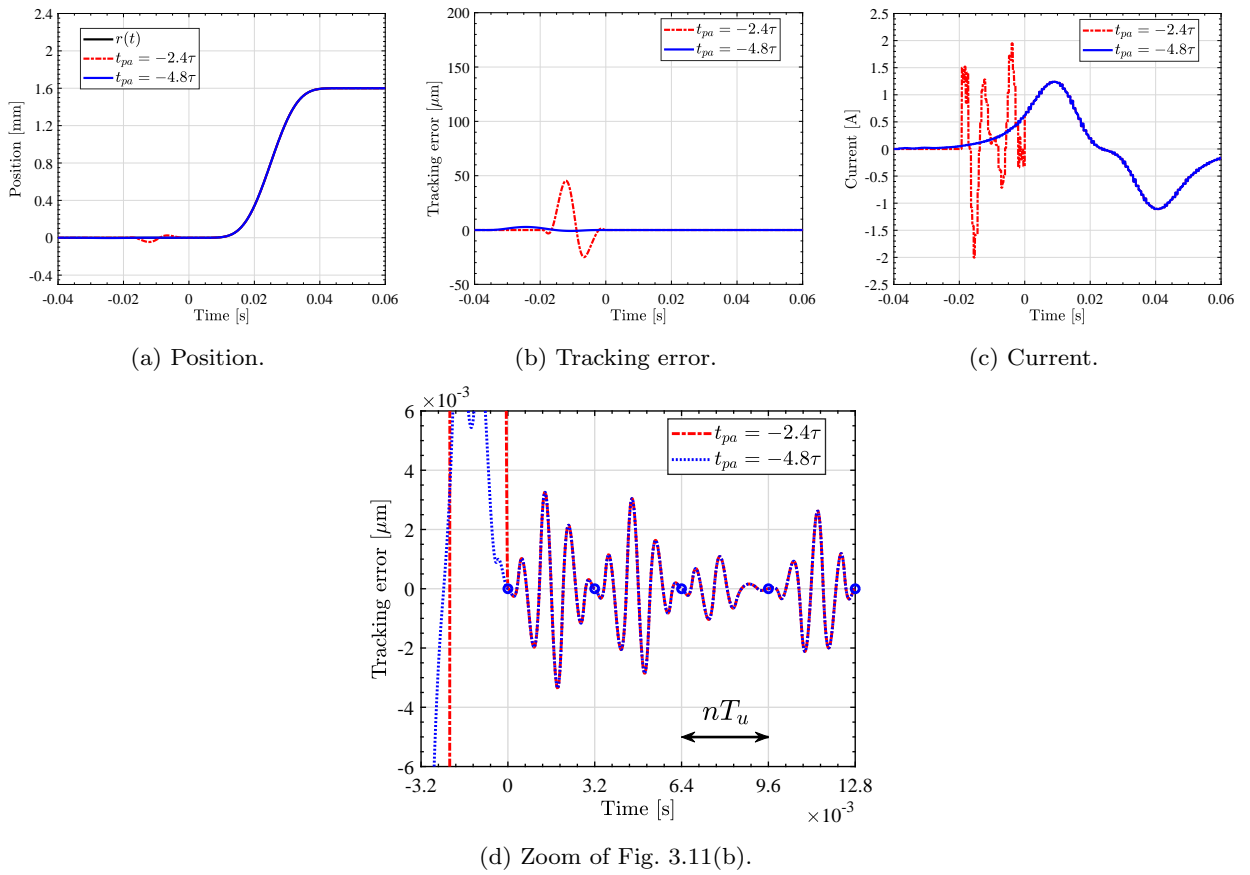 2.4
2
1.6
1.2
0.8
0.4
0
-0.4
Position [mm]
r(t)
t_pa = −2.4τ
t_pa = −4.8τ
-0.04 -0.02 0 0.02 0.04 0.06
Time [s]
(a) Position.
200
150
100
50
0
-50
Tracking error [μm]
t_pa = −2.4τ
t_pa = −4.8τ
-0.04 -0.02 0 0.02 0.04 0.06
Time [s]
(b) Tracking error.
2.5
2
1.5
1
0.5
0
-0.5
-1
-1.5
-2
-2.5
Current [A]
t_pa = −2.4τ
t_pa = −4.8τ
-0.04 -0.02 0 0.02 0.04 0.06
Time [s]
(c) Current.
×10⁻³
6
4
2
0
-2
-4
-6
Tracking error [μm]
t_pa = −2.4τ
t_pa = −4.8τ
nT_u
-3.2 0 3.2 6.4 9.6 12.8
Time [s]
×10⁻³
(d) Zoom of Fig. 3.11(b).